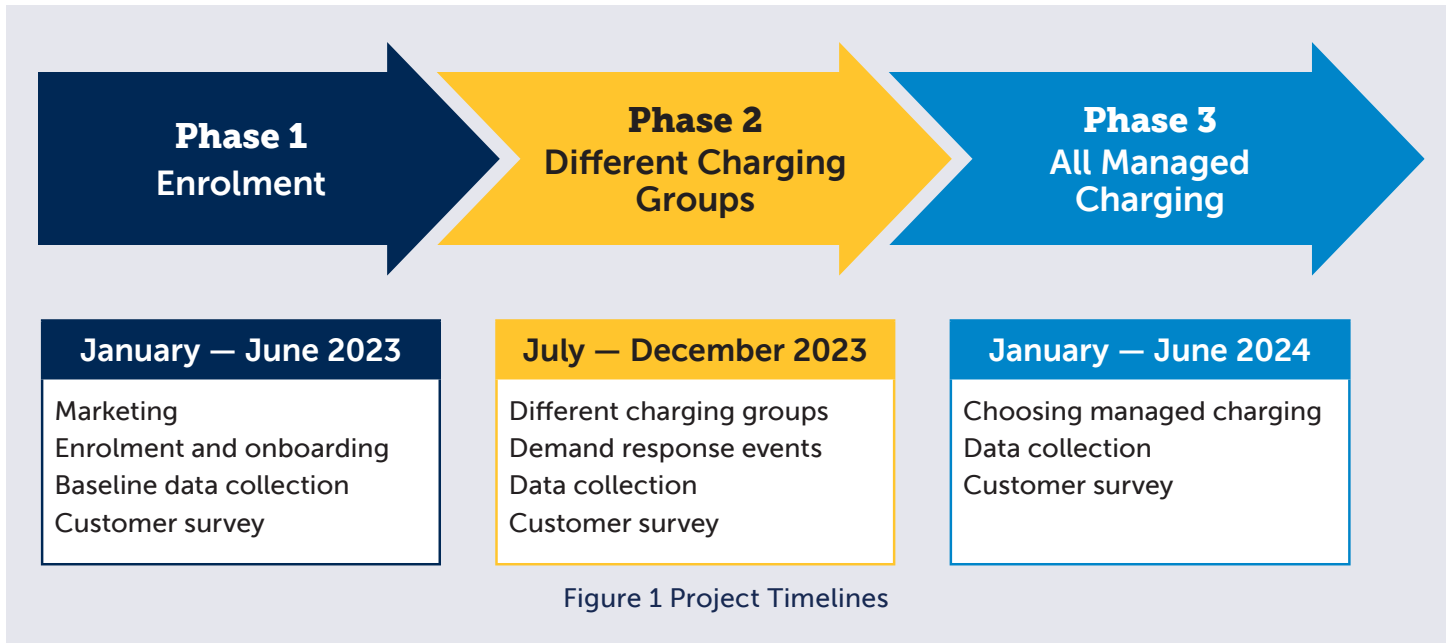 Phase 1
Enrolment
Phase 2
Different Charging
Groups
Phase 3
All Managed
Charging
January — June 2023
Marketing
Enrolment and onboarding
Baseline data collection
Customer survey
July — December 2023
Different charging groups
Demand response events
Data collection
Customer survey
January — June 2024
Choosing managed charging
Data collection
Customer survey
Figure 1 Project Timelines